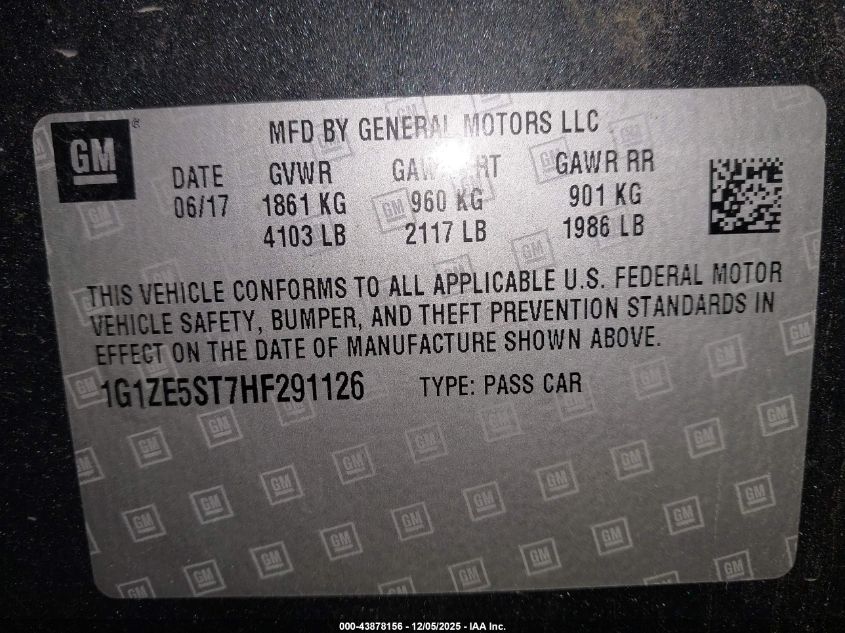 GM
MFD BY GENERAL MOTORS LLC
DATE GVWR GAWR FRT GAWR RR
06/17 1861 KG 960 KG 901 KG
4103 LB 2117 LB 1986 LB
THIS VEHICLE CONFORMS TO ALL APPLICABLE U.S. FEDERAL MOTOR
VEHICLE SAFETY, BUMPER, AND THEFT PREVENTION STANDARDS IN
EFFECT ON THE DATE OF MANUFACTURE SHOWN ABOVE.
1G1ZE5ST7HF291126 TYPE: PASS CAR
000-43878156 - 12/05/2025 - IAA Inc.